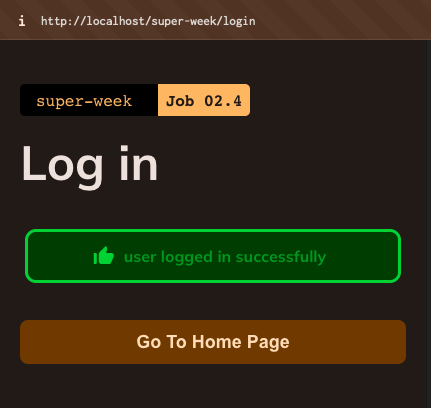 i http://localhost/super-week/login
super-week Job 02.4
Log in
user logged in successfully
Go To Home Page